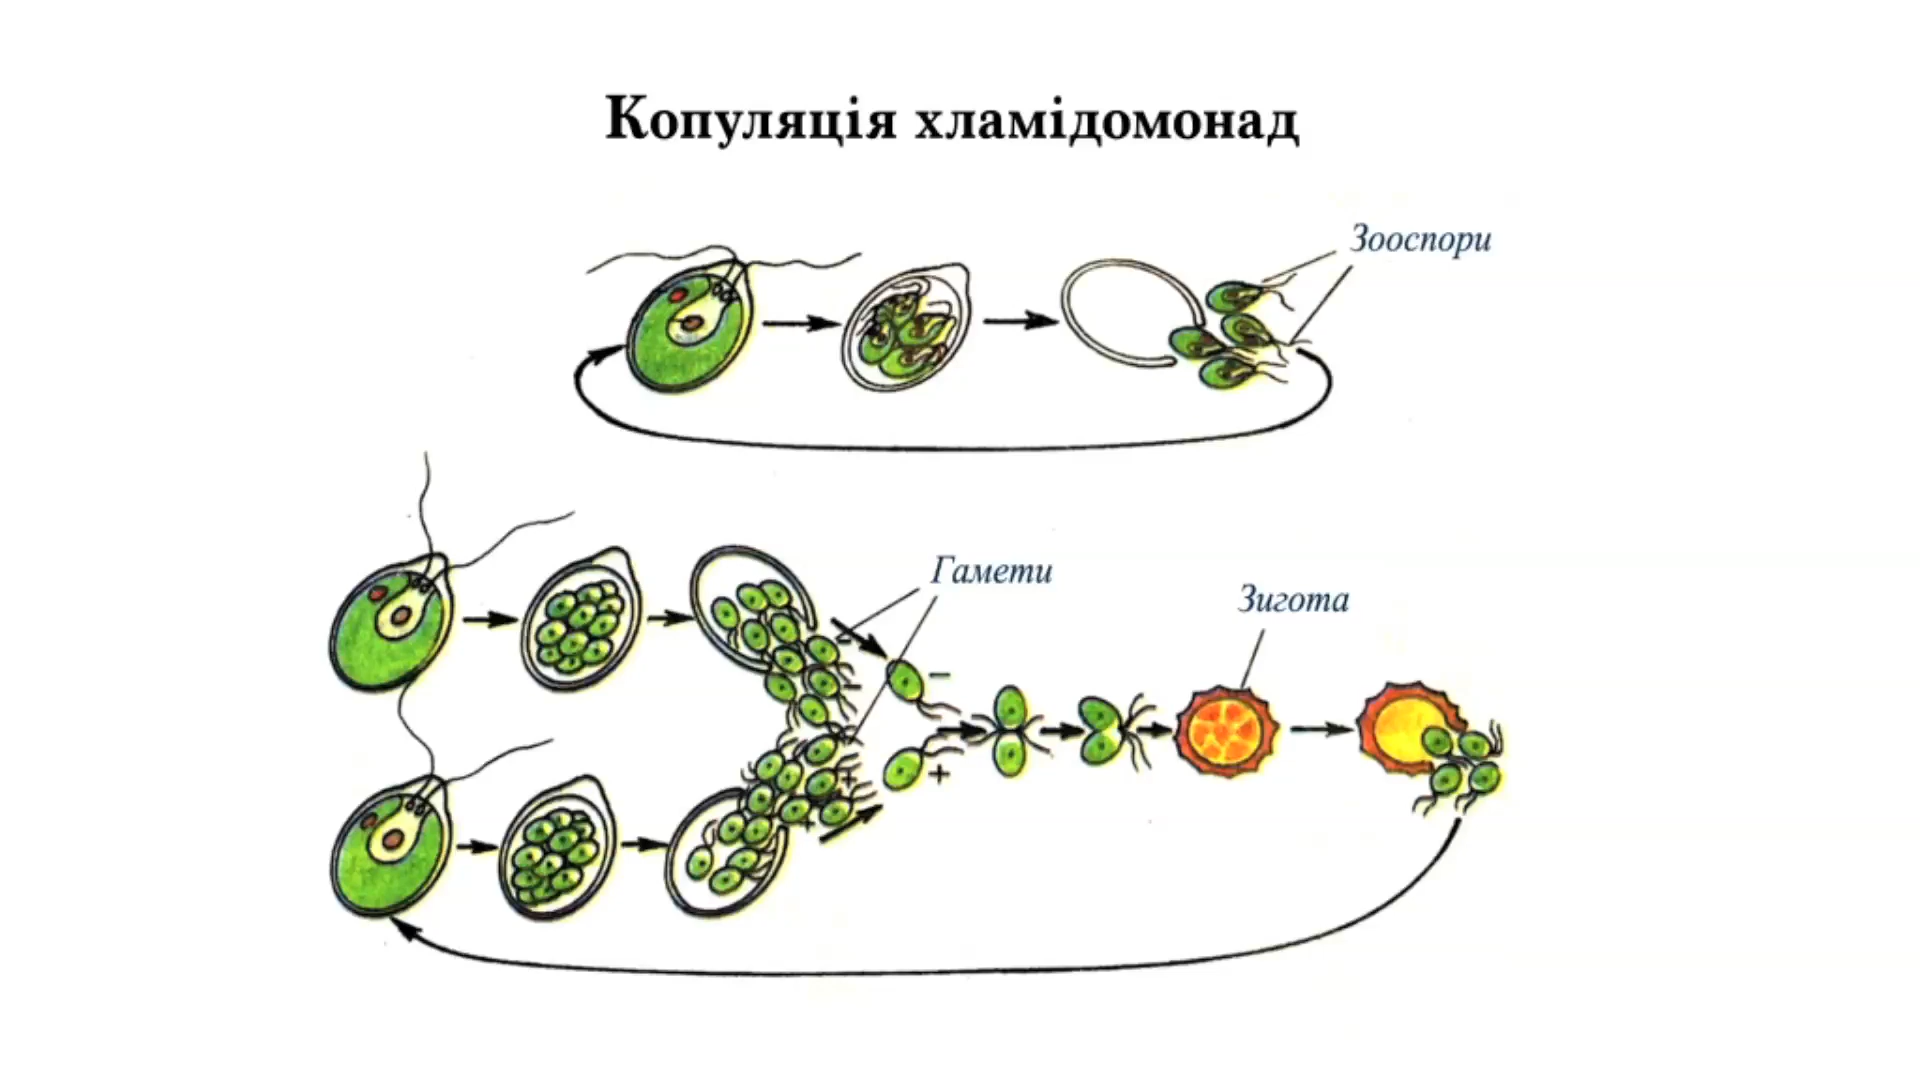 Копуляція хламідомонад
Зооспори
Гамети
Зигота
−
−
−
+
+
+